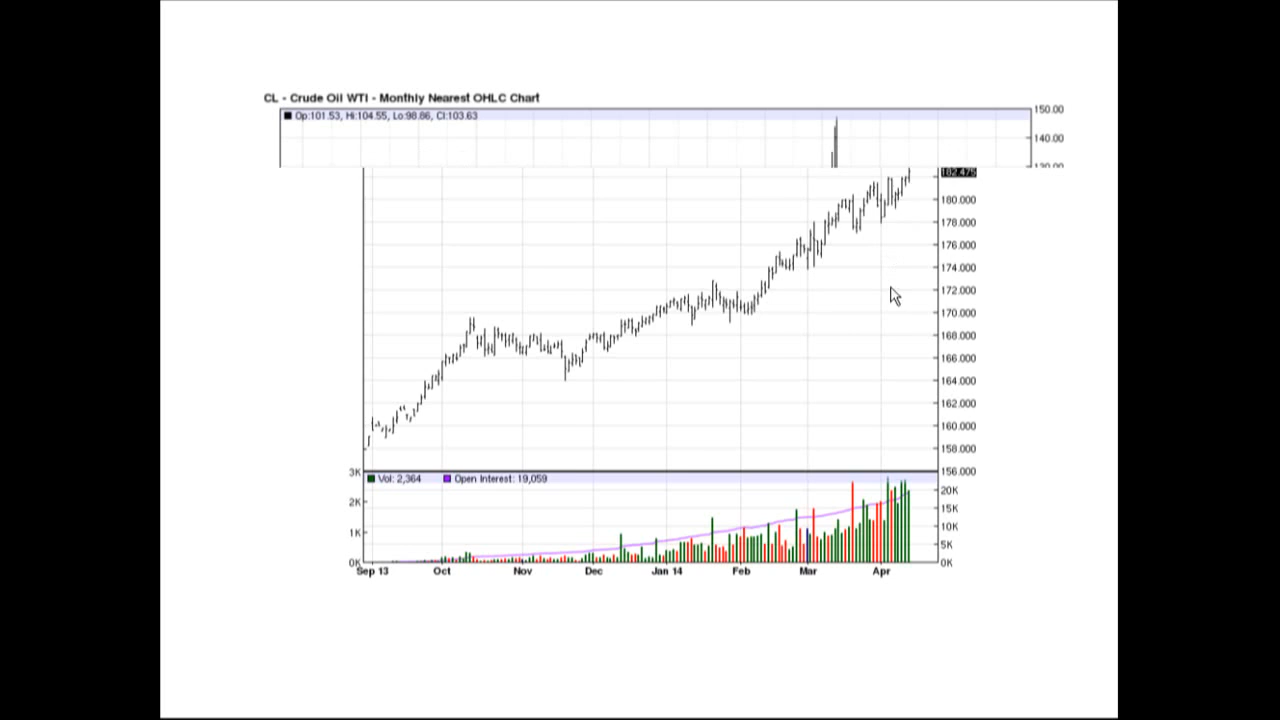 CL - Crude Oil WTI - Monthly Nearest OHLC Chart
Op:101.53, Hi:104.55, Lo:98.86, Cl:103.63
150.00
140.00
130.00
182.475
180.000
178.000
176.000
174.000
172.000
170.000
168.000
166.000
164.000
162.000
160.000
158.000
156.000
3K Vol: 2,364 Open Interest: 19,059
20K
2K 15K
10K
1K
5K
0K 0K
Sep 13 Oct Nov Dec Jan 14 Feb Mar Apr